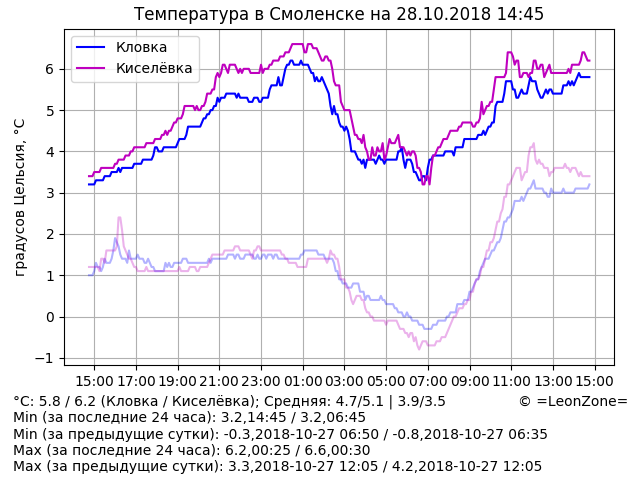 Температура в Смоленске на 28.10.2018 14:45
Кловка
Киселёвка
градусов Цельсия, °C
6
5
4
3
2
1
0
−1
15:00 17:00 19:00 21:00 23:00 01:00 03:00 05:00 07:00 09:00 11:00 13:00 15:00
°C: 5.8 / 6.2 (Кловка / Киселёвка); Средняя: 4.7/5.1 | 3.9/3.5 © =LeonZone=
Min (за последние 24 часа): 3.2,14:45 / 3.2,06:45
Min (за предыдущие сутки): -0.3,2018-10-27 06:50 / -0.8,2018-10-27 06:35
Max (за последние 24 часа): 6.2,00:25 / 6.6,00:30
Max (за предыдущие сутки): 3.3,2018-10-27 12:05 / 4.2,2018-10-27 12:05